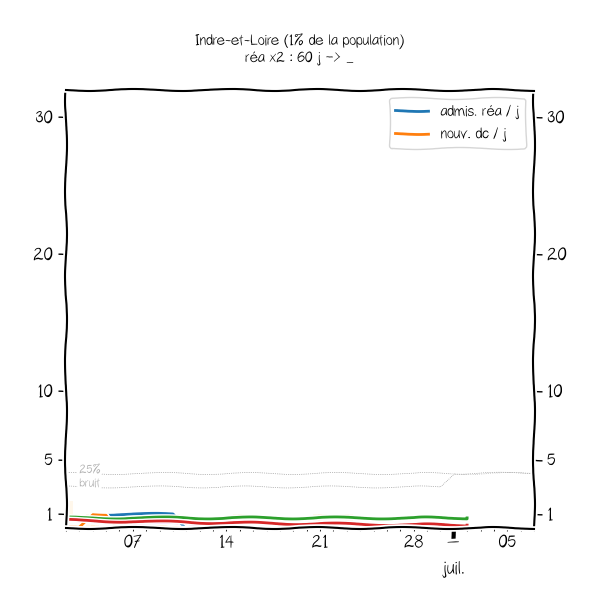 Indre-et-Loire (1% de la population)
réa x2 : 60 j -> _
admis. réa / j
nouv. dc / j
30 30
20 20
10 10
5 5
25%
bruit
1 1
07 14 21 28 1 05
juil.